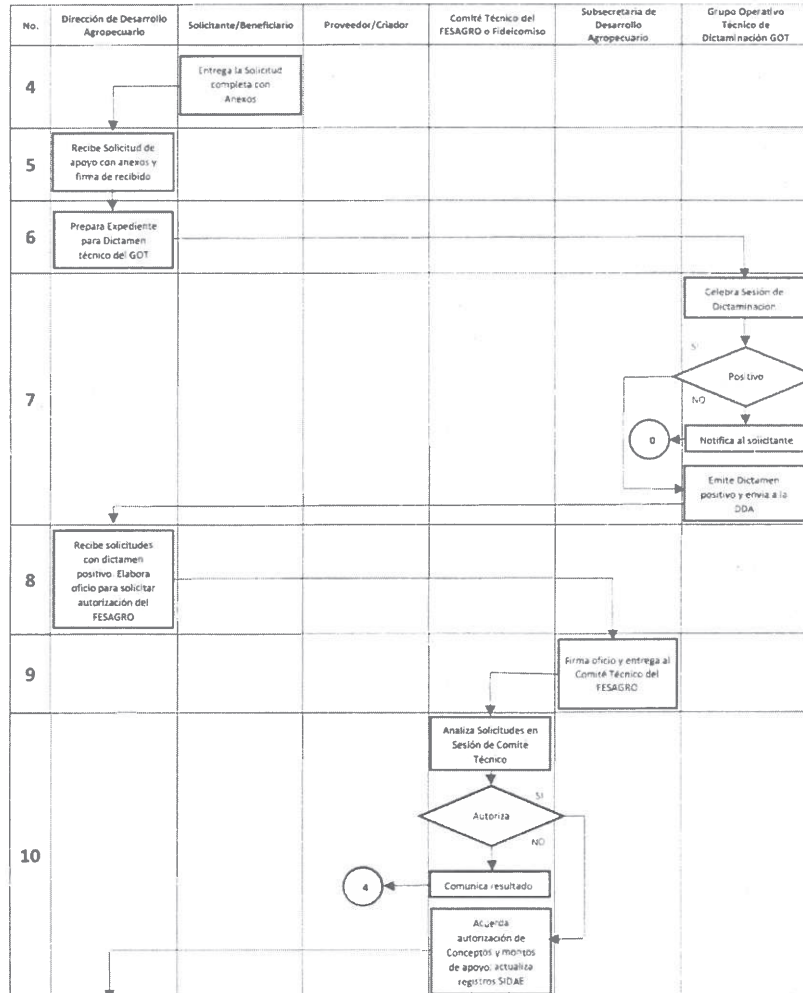 No.
Dirección de Desarrollo
Agropecuario
Solicitante/Beneficiario
Proveedor/Criador
Comité Técnico del
FESAGRO o Fideicomiso
Subsecretaria de
Desarrollo
Agropecuario
Grupo Operativo
Técnico de
Dictaminación GOT
4
Entrega la Solicitud
completa con
Anexos
5
Recibe Solicitud de
apoyo con anexos y
firma de recibido
6
Prepara Expediente
para Dictamen
técnico del GOT
7
Celebra Sesión de
Dictaminación
SI
Positivo
NO
0
Notifica al solicitante
Emite Dictamen
positivo y envia a la
DDA
8
Recibe solicitudes
con dictamen
positivo. Elabora
oficio para solicitar
autorización del
FESAGRO
9
Firma oficio y entrega al
Comité Técnico del
FESAGRO
10
Analiza Solicitudes en
Sesión de Comite
Técnico
SI
Autoriza
NO
4
Comunica resultado
Acuerda
autorización de
Conceptos y montos
de apoyo; actualiza
registros SIDAE